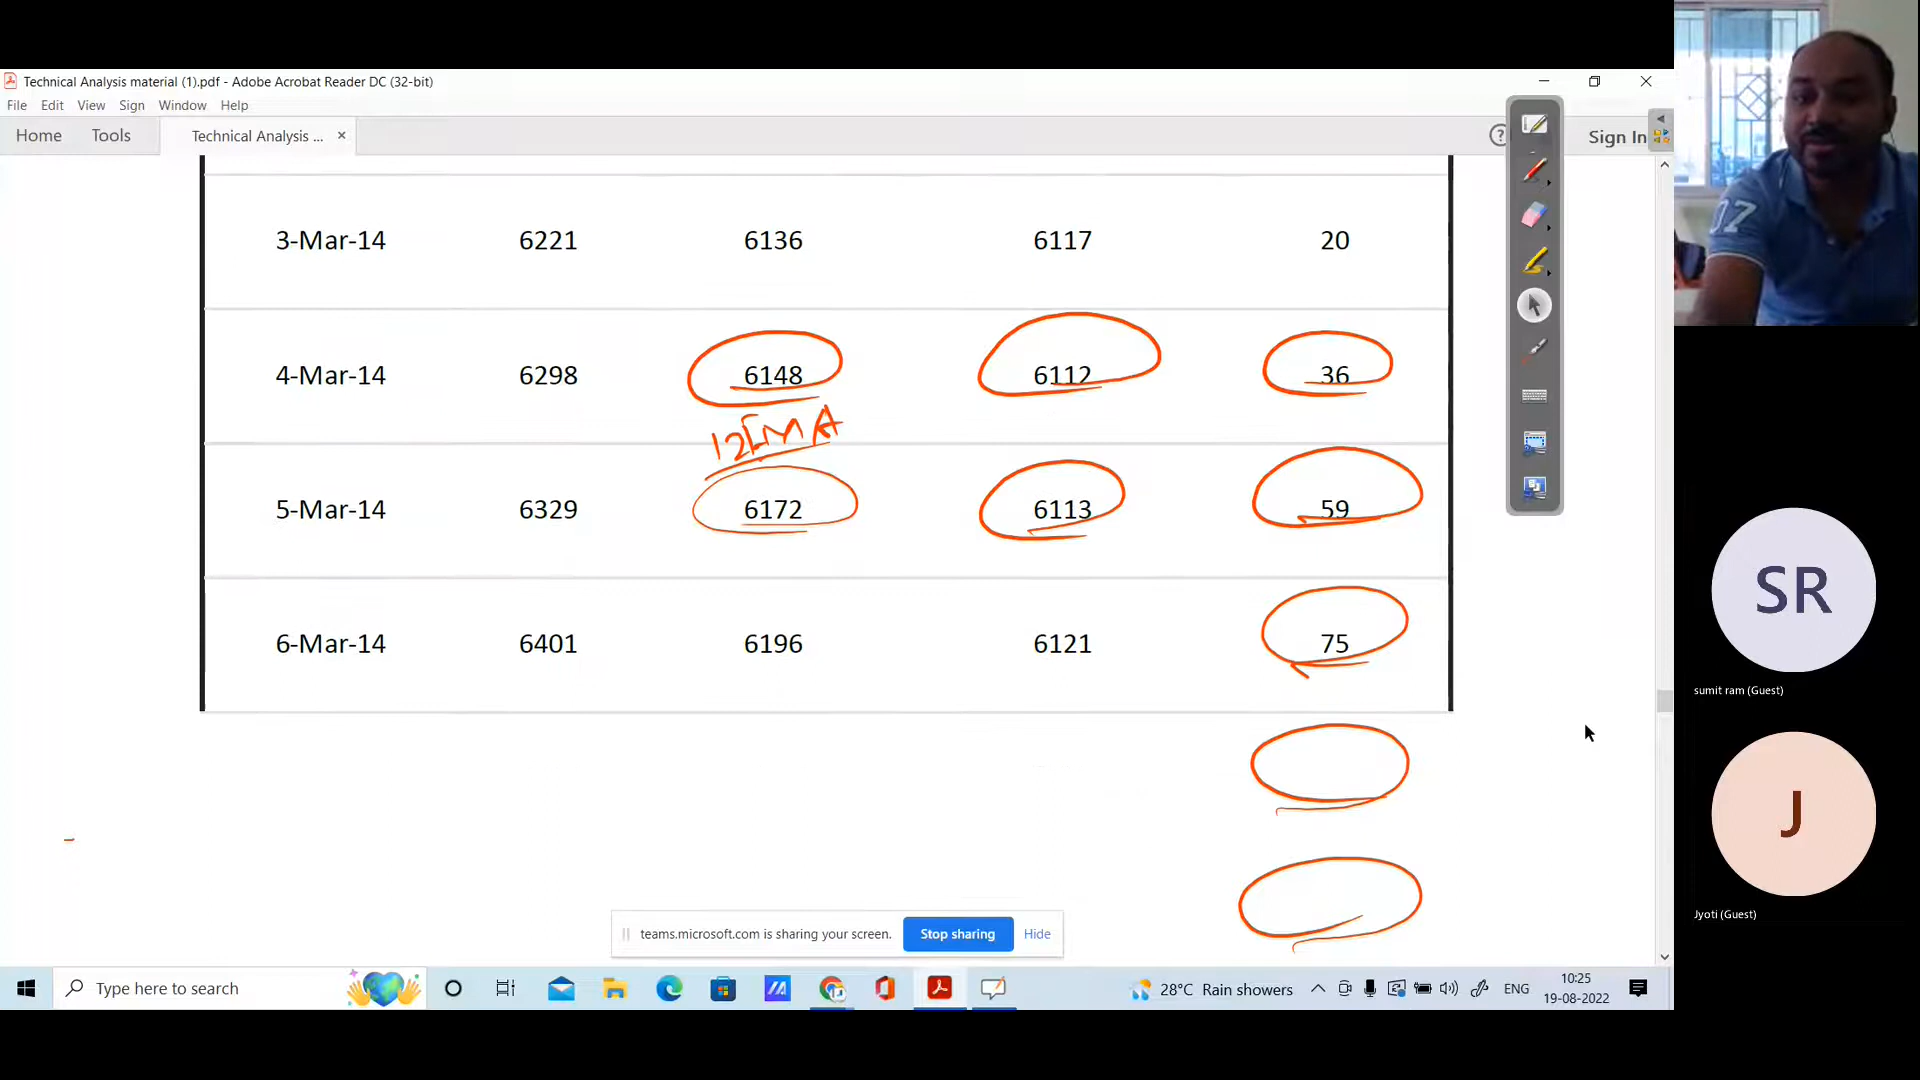 Technical Analysis material (1).pdf - Adobe Acrobat Reader DC (32-bit)
File Edit View Sign Window Help
Home Tools Technical Analysis ... × ? Sign In
07
3-Mar-14 6221 6136 6117 20
4-Mar-14 6298 6148 6112 36
12EMA
5-Mar-14 6329 6172 6113 59
6-Mar-14 6401 6196 6121 75
SR
sumit ram (Guest)
J
Jyoti (Guest)
teams.microsoft.com is sharing your screen. Stop sharing Hide
Type here to search 28°C Rain showers ENG 10:25
19-08-2022